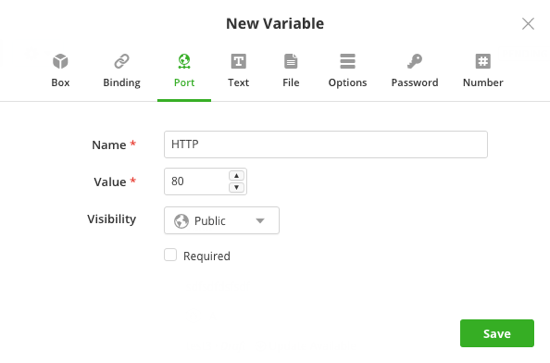 New Variable
Box Binding Port Text File Options Password Number
Name *
HTTP
Value *
80
Visibility
Public
Required
Save